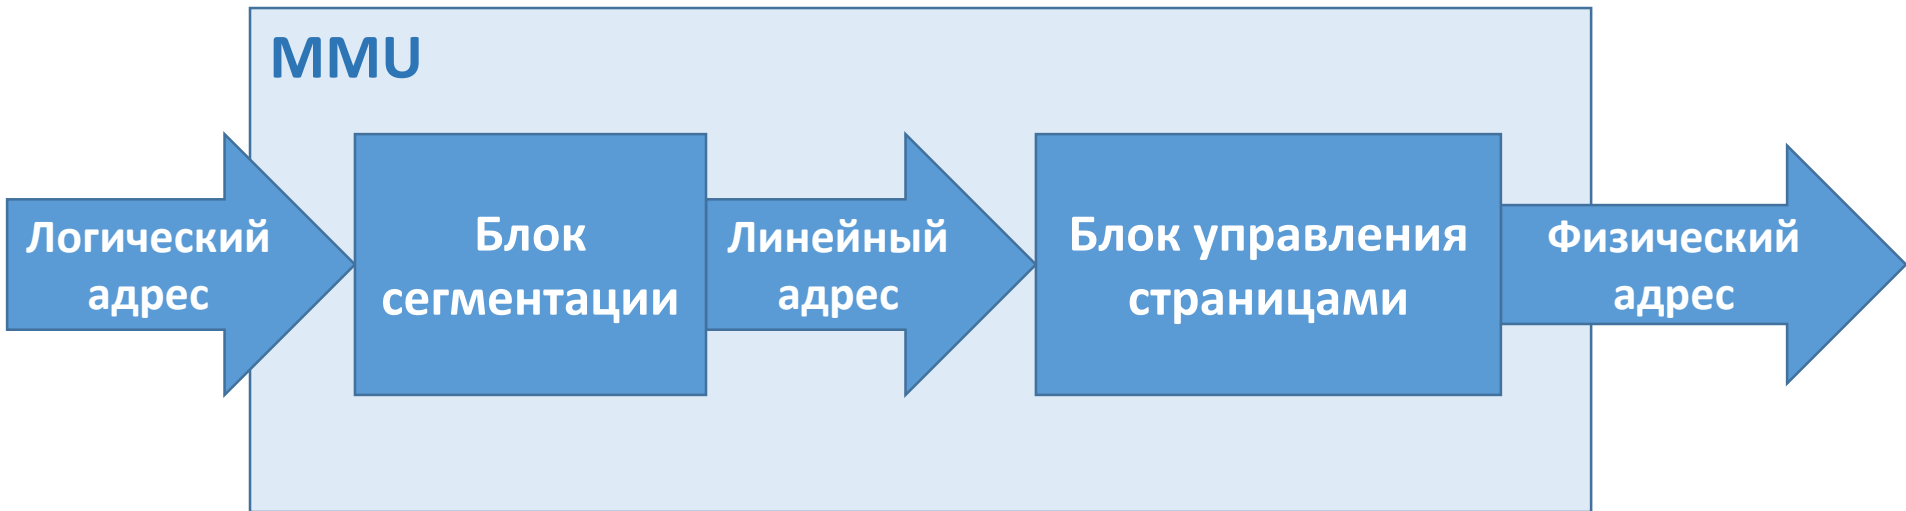 MMU
Логический
адрес
Блок
сегментации
Линейный
адрес
Блок управления
страницами
Физический
адрес